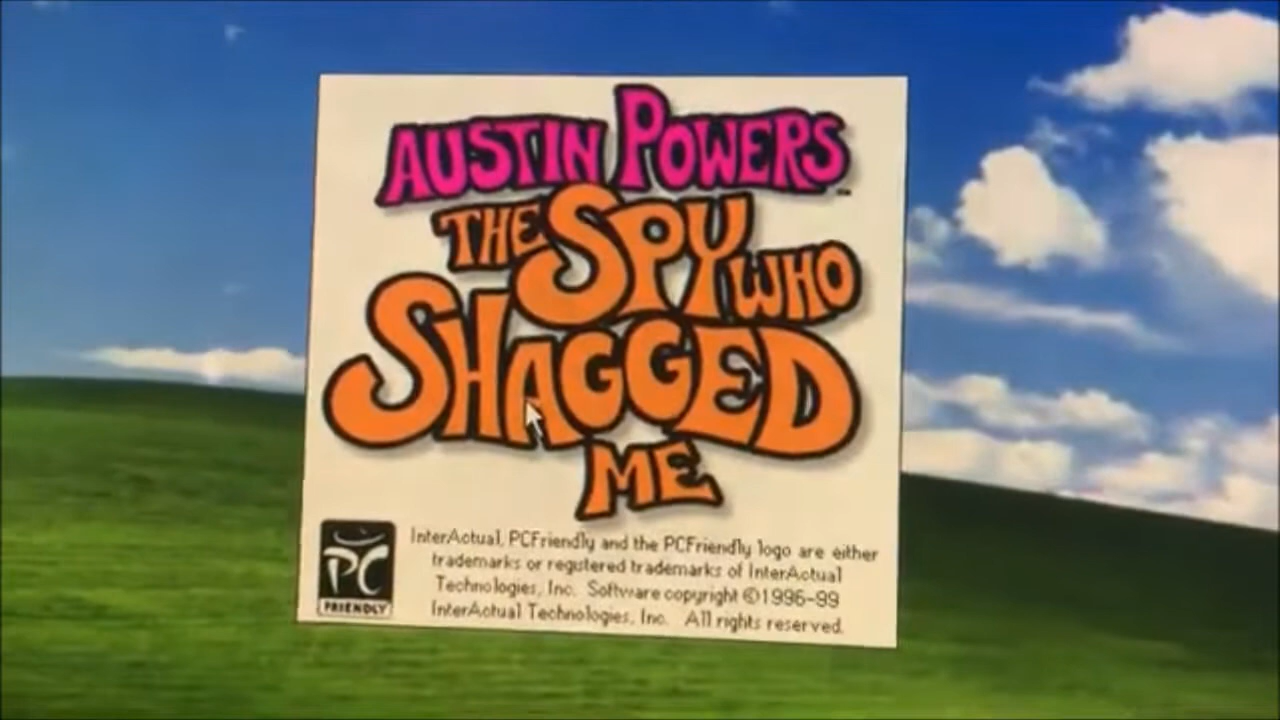 AUSTIN POWERS™
THE SPY WHO
SHAGGED
ME
InterActual, PCFriendly and the PCFriendly logo are either
trademarks or registered trademarks of InterActual
Technologies, Inc. Software copyright ©1996-99
InterActual Technologies, Inc. All rights reserved.
PC
FRIENDLY